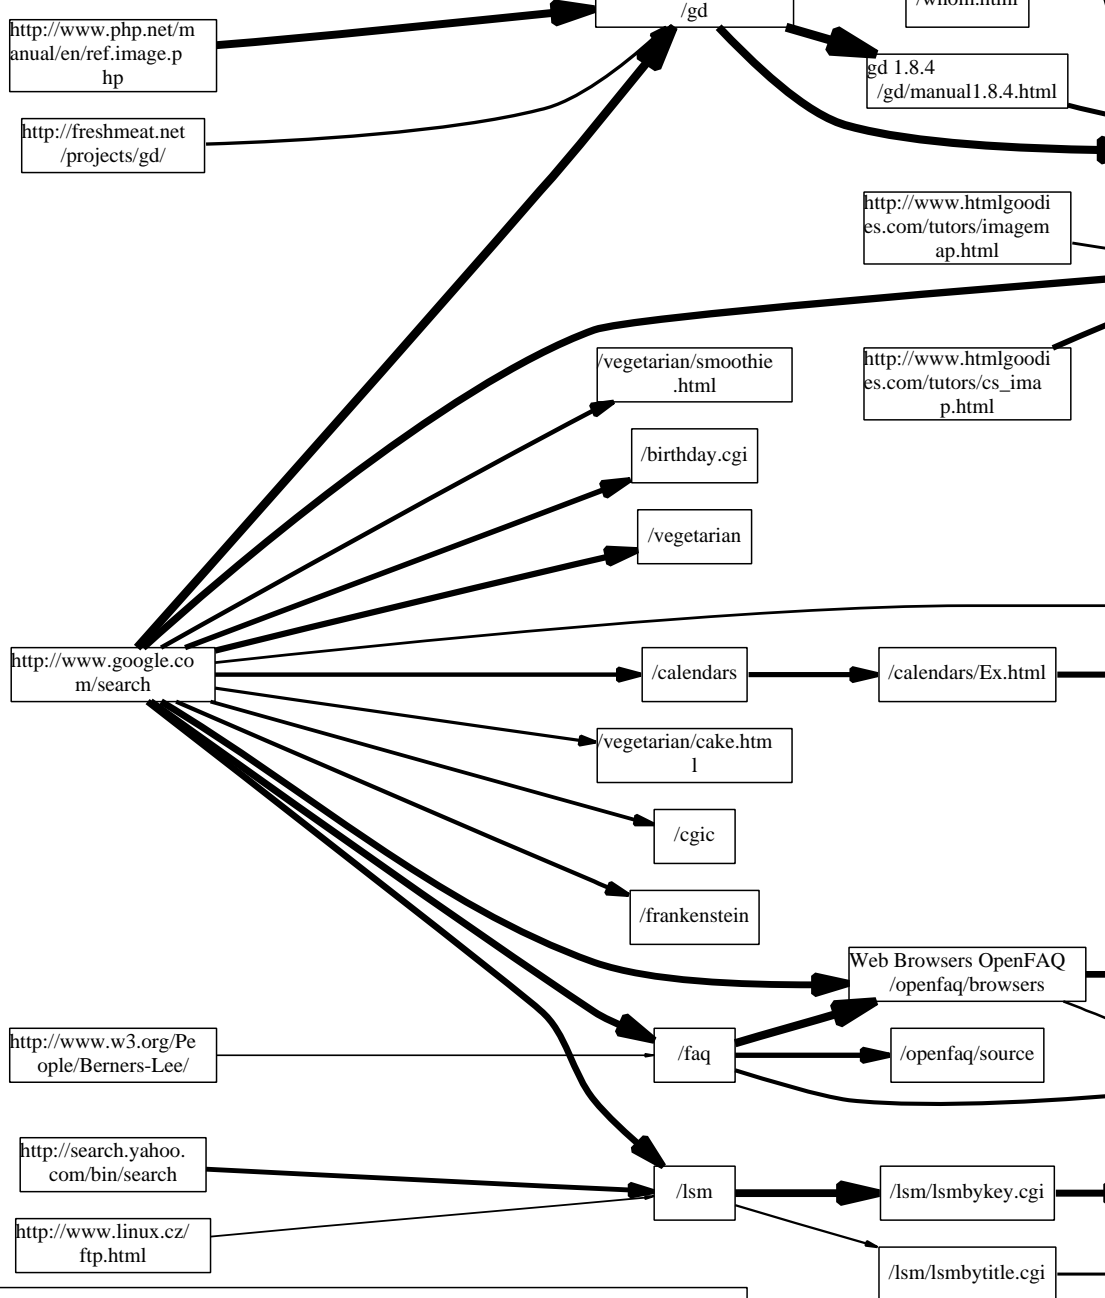 /whom.html
/gd
http://www.php.net/m
anual/en/ref.image.p
hp
gd 1.8.4
/gd/manual1.8.4.html
http://freshmeat.net
/projects/gd/
http://www.htmlgoodi
es.com/tutors/imagem
ap.html
/vegetarian/smoothie
.html
http://www.htmlgoodi
es.com/tutors/cs_ima
p.html
/birthday.cgi
/vegetarian
http://www.google.co
m/search
/calendars
/calendars/Ex.html
/vegetarian/cake.htm
l
/cgic
/frankenstein
Web Browsers OpenFAQ
/openfaq/browsers
http://www.w3.org/Pe
ople/Berners-Lee/
/faq
/openfaq/source
http://search.yahoo.
com/bin/search
/lsm
/lsm/lsmbykey.cgi
http://www.linux.cz/
ftp.html
/lsm/lsmbytitle.cgi